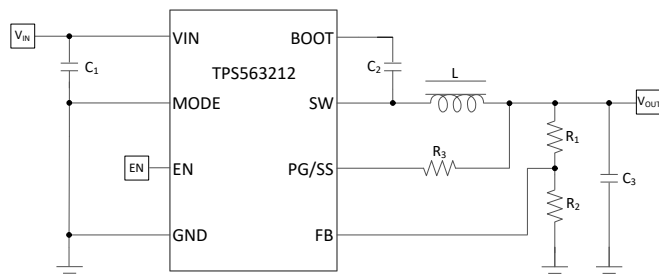 VIN
VIN
BOOT
C1
TPS563212
C2
L
MODE
SW
VOUT
R1
R3
EN
EN
PG/SS
C3
R2
GND
FB